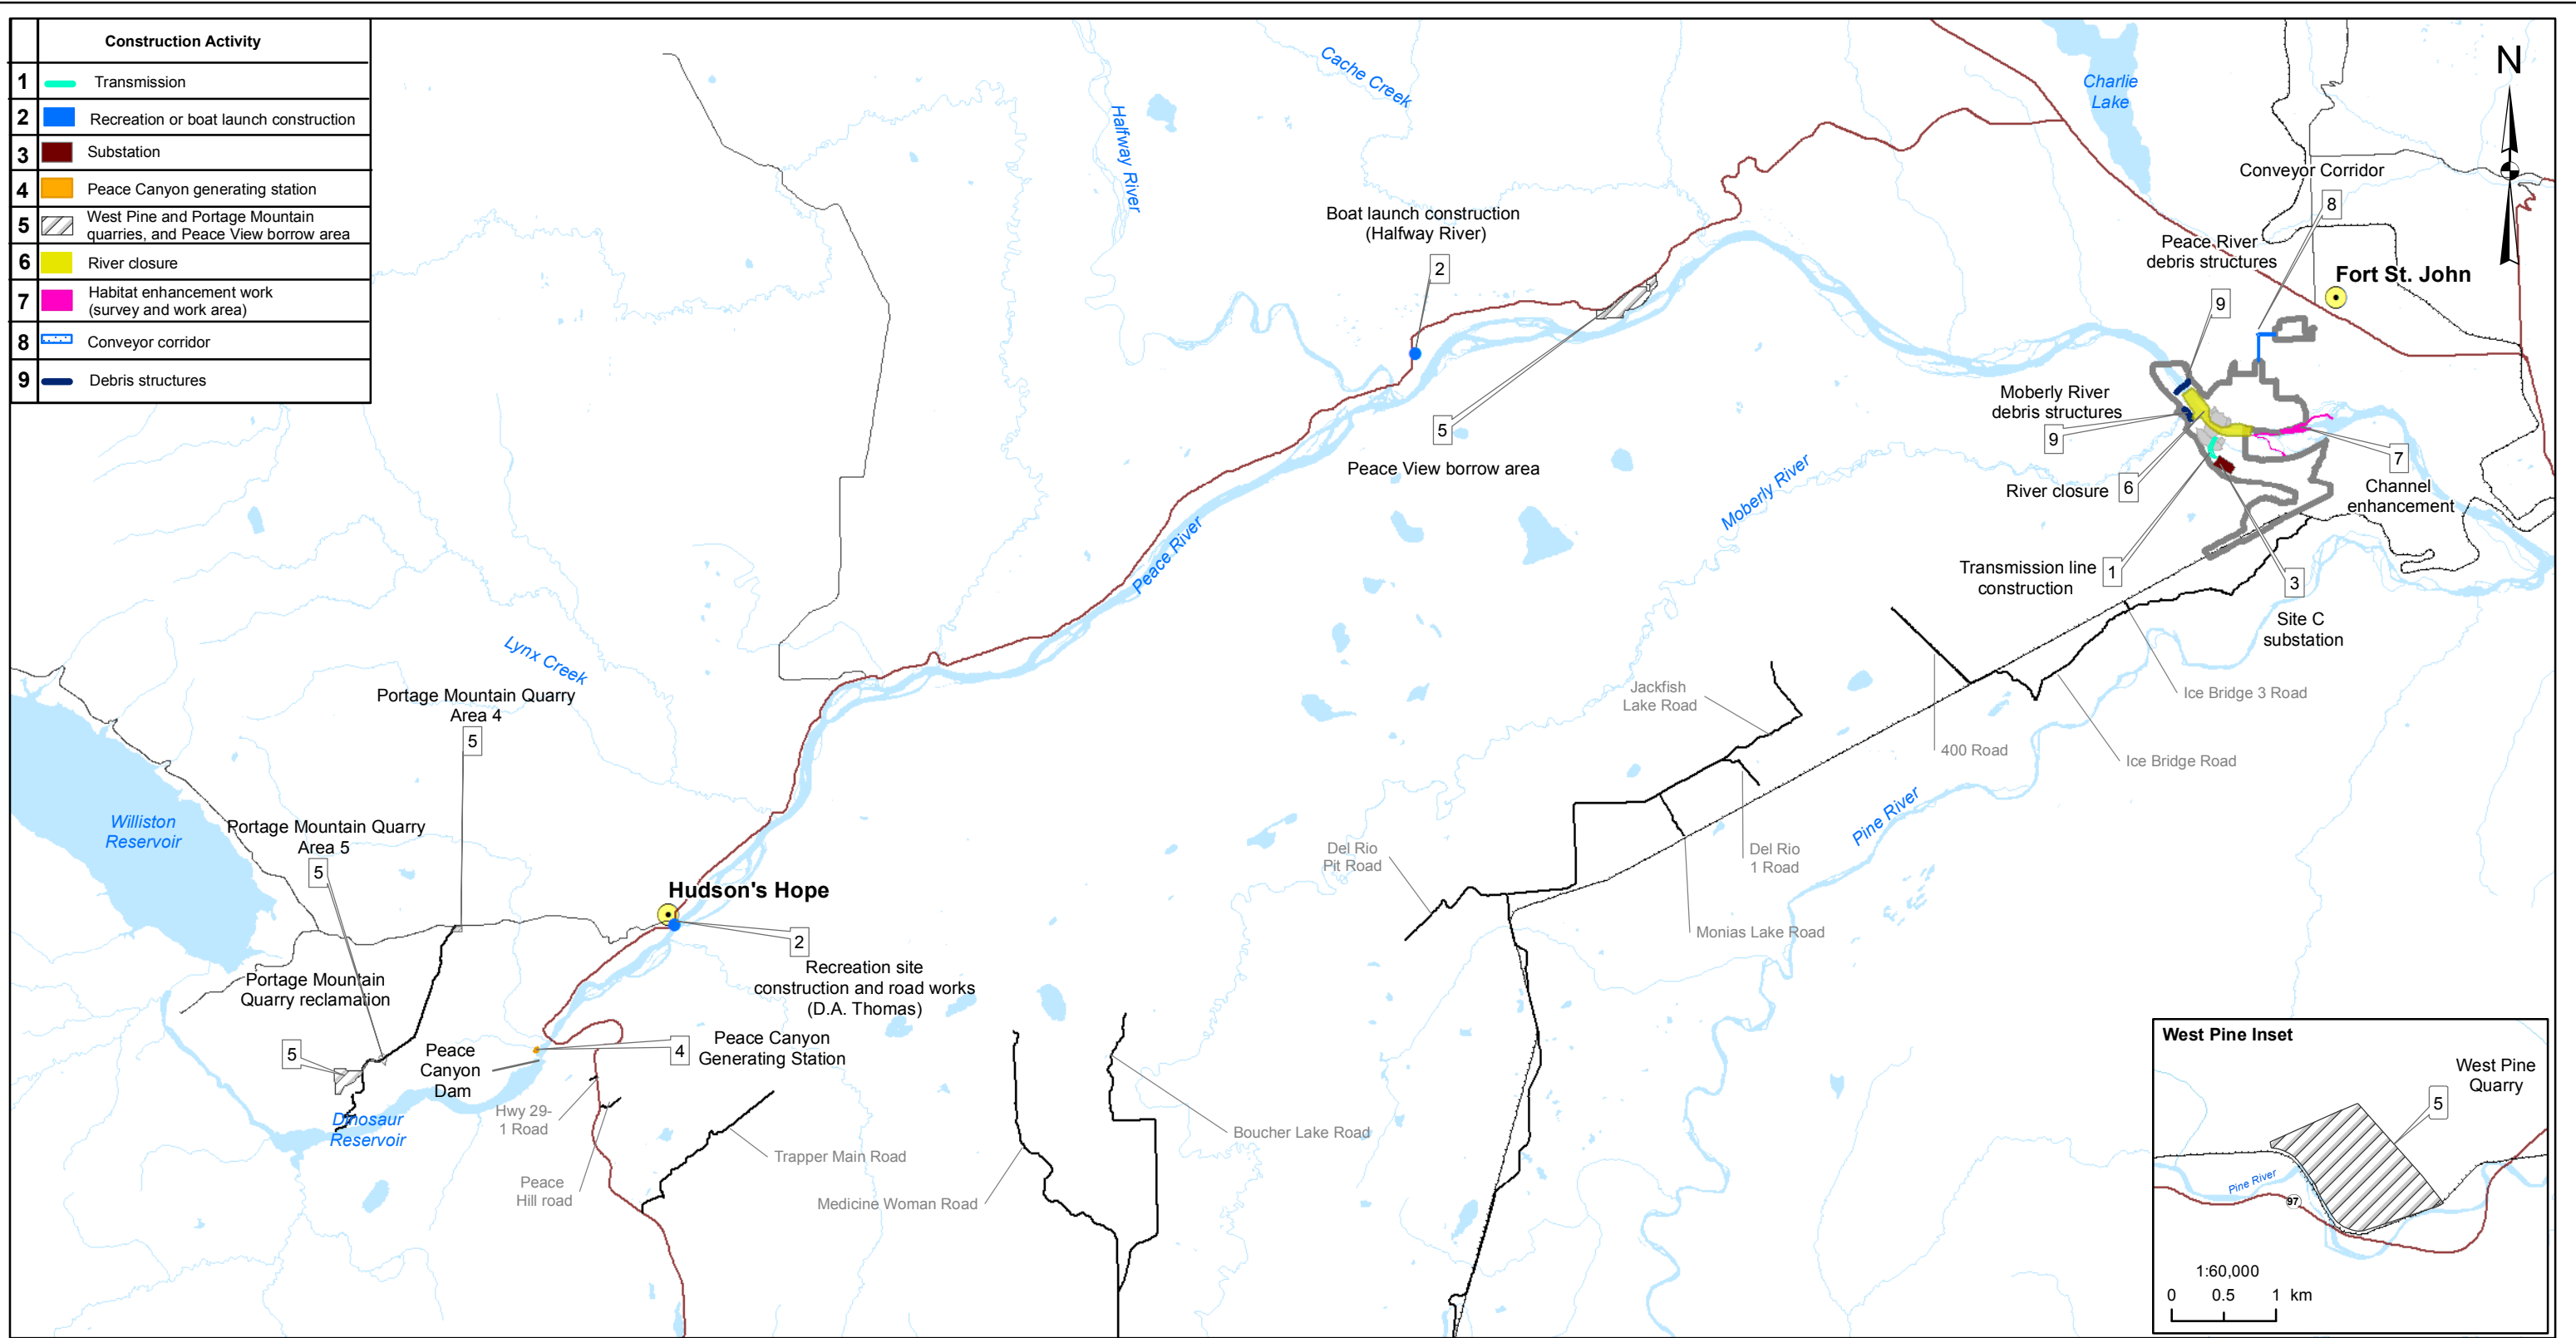 Construction Activity
1 Transmission
2 Recreation or boat launch construction
3 Substation
4 Peace Canyon generating station
5 West Pine and Portage Mountain
quarries, and Peace View borrow area
6 River closure
7 Habitat enhancement work
(survey and work area)
8 Conveyor corridor
9 Debris structures
Cache Creek
Halfway River
Charlie
Lake
N
Conveyor Corridor
8
Boat launch construction
(Halfway River)
2
Peace River
debris structures
9
Fort St. John
Moberly River
debris structures
9
5
Peace View borrow area
River closure
6
7
Channel
enhancement
Moberly River
Peace River
Transmission line
construction
1
3
Site C
substation
Lynx Creek
Portage Mountain Quarry
Area 4
5
Jackfish
Lake Road
Ice Bridge 3 Road
400 Road
Ice Bridge Road
Williston
Reservoir
Portage Mountain Quarry
Area 5
5
Pine River
Del Rio
Pit Road
Del Rio
1 Road
Monias Lake Road
Hudson's Hope
2
Recreation site
construction and road works
(D.A. Thomas)
Portage Mountain
Quarry reclamation
5
Peace
Canyon
Dam
4
Peace Canyon
Generating Station
Dinosaur
Reservoir
Hwy 29-
1 Road
Peace
Hill road
Trapper Main Road
Medicine Woman Road
Boucher Lake Road
West Pine Inset
West Pine
Quarry
5
Pine River
97
1:60,000
0 0.5 1 km